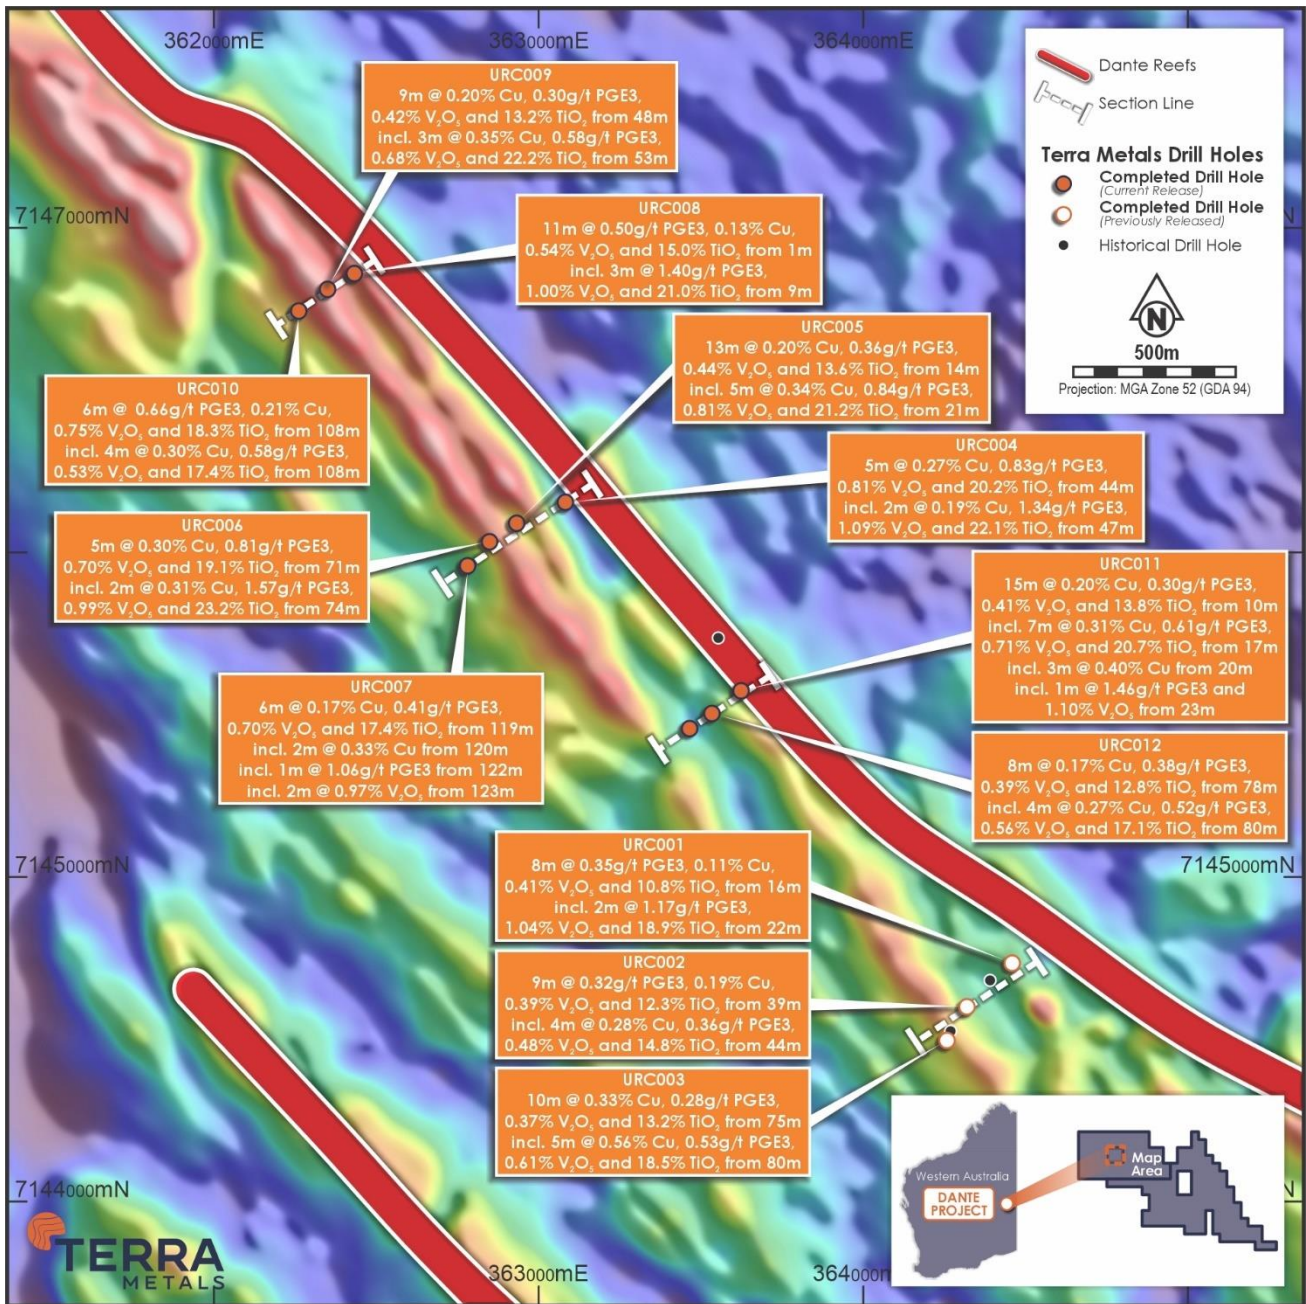 362000mE
363000mE
364000mE
Dante Reefs
Section Line
Terra Metals Drill Holes
Completed Drill Hole
(Current Release)
Completed Drill Hole
(Previously Released)
Historical Drill Hole
N
500m
Projection: MGA Zone 52 (GDA 94)
URC009
9m @ 0.20% Cu, 0.30g/t PGE3,
0.42% V₂O₅ and 13.2% TiO₂ from 48m
incl. 3m @ 0.35% Cu, 0.58g/t PGE3,
0.68% V₂O₅ and 22.2% TiO₂ from 53m
7147000mN
URC008
11m @ 0.50g/t PGE3, 0.13% Cu,
0.54% V₂O₅ and 15.0% TiO₂ from 1m
incl. 3m @ 1.40g/t PGE3,
1.00% V₂O₅ and 21.0% TiO₂ from 9m
URC005
13m @ 0.20% Cu, 0.36g/t PGE3,
0.44% V₂O₅ and 13.6% TiO₂ from 14m
incl. 5m @ 0.34% Cu, 0.84g/t PGE3,
0.81% V₂O₅ and 21.2% TiO₂ from 21m
URC010
6m @ 0.66g/t PGE3, 0.21% Cu,
0.75% V₂O₅ and 18.3% TiO₂ from 108m
incl. 4m @ 0.30% Cu, 0.58g/t PGE3,
0.53% V₂O₅ and 17.4% TiO₂ from 108m
URC004
5m @ 0.27% Cu, 0.83g/t PGE3,
0.81% V₂O₅ and 20.2% TiO₂ from 44m
incl. 2m @ 0.19% Cu, 1.34g/t PGE3,
1.09% V₂O₅ and 22.1% TiO₂ from 47m
URC006
5m @ 0.30% Cu, 0.81g/t PGE3,
0.70% V₂O₅ and 19.1% TiO₂ from 71m
incl. 2m @ 0.31% Cu, 1.57g/t PGE3,
0.99% V₂O₅ and 23.2% TiO₂ from 74m
URC011
15m @ 0.20% Cu, 0.30g/t PGE3,
0.41% V₂O₅ and 13.8% TiO₂ from 10m
incl. 7m @ 0.31% Cu, 0.61g/t PGE3,
0.71% V₂O₅ and 20.7% TiO₂ from 17m
incl. 3m @ 0.40% Cu from 20m
incl. 1m @ 1.46g/t PGE3 and
1.10% V₂O₅ from 23m
URC007
6m @ 0.17% Cu, 0.41g/t PGE3,
0.70% V₂O₅ and 17.4% TiO₂ from 119m
incl. 2m @ 0.33% Cu from 120m
incl. 1m @ 1.06g/t PGE3 from 122m
incl. 2m @ 0.97% V₂O₅ from 123m
URC012
8m @ 0.17% Cu, 0.38g/t PGE3,
0.39% V₂O₅ and 12.8% TiO₂ from 78m
incl. 4m @ 0.27% Cu, 0.52g/t PGE3,
0.56% V₂O₅ and 17.1% TiO₂ from 80m
7145000mN
7145000mN
URC001
8m @ 0.35g/t PGE3, 0.11% Cu,
0.41% V₂O₅ and 10.8% TiO₂ from 16m
incl. 2m @ 1.17g/t PGE3,
1.04% V₂O₅ and 18.9% TiO₂ from 22m
URC002
9m @ 0.32g/t PGE3, 0.19% Cu,
0.39% V₂O₅ and 12.3% TiO₂ from 39m
incl. 4m @ 0.28% Cu, 0.36g/t PGE3,
0.48% V₂O₅ and 14.8% TiO₂ from 44m
URC003
10m @ 0.33% Cu, 0.28g/t PGE3,
0.37% V₂O₅ and 13.2% TiO₂ from 75m
incl. 5m @ 0.56% Cu, 0.53g/t PGE3,
0.61% V₂O₅ and 18.5% TiO₂ from 80m
7144000mN
N
Western Australia
DANTE
PROJECT
Map
Area
TERRA
METALS
363000mE
364000m